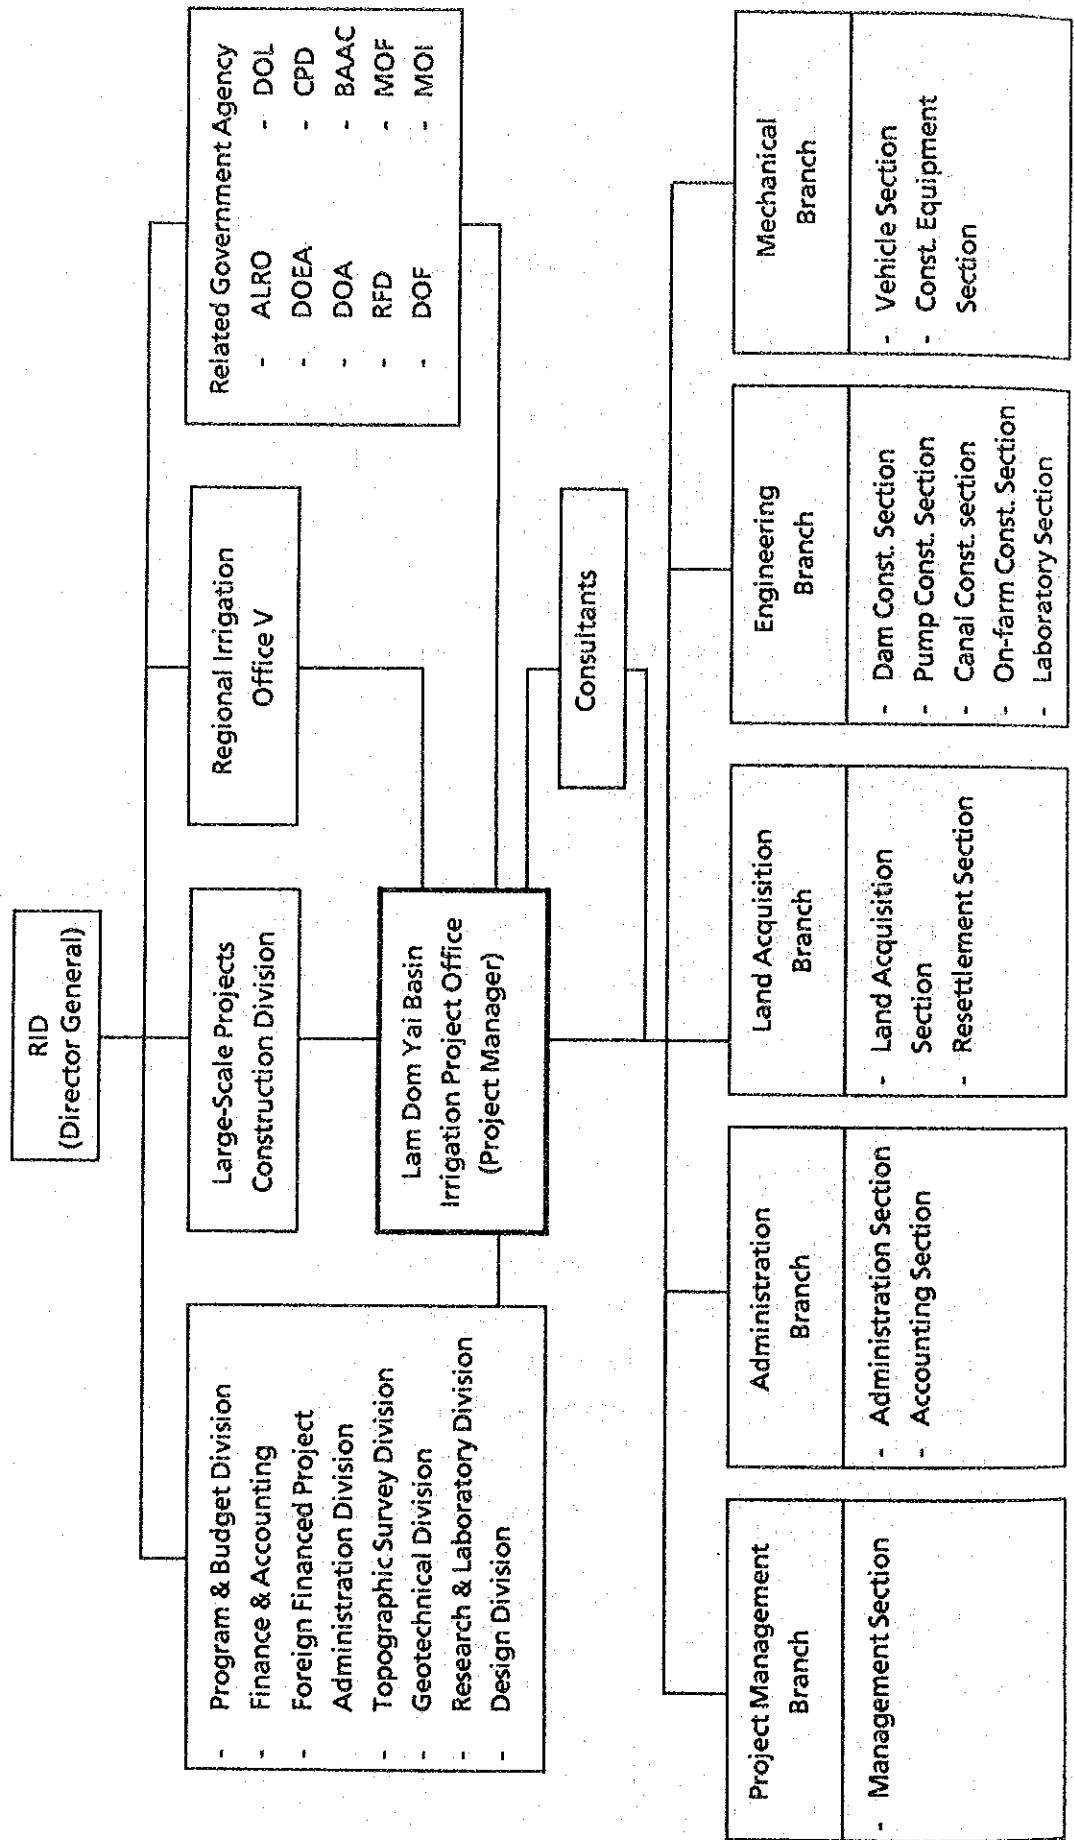 RID
(Director General)
- Program & Budget Division
- Finance & Accounting
- Foreign Financed Project
Administration Division
- Topographic Survey Division
- Geotechnical Division
- Research & Laboratory Division
- Design Division
Large-Scale Projects
Construction Division
Regional Irrigation
Office V
Related Government Agency
- ALRO - DOL
- DOEA - CPD
- DOA - BAAC
- RFD - MOF
- DOF - MOI
Lam Dom Yai Basin
Irrigation Project Office
(Project Manager)
Consultants
Project Management
Branch
- Management Section
Administration
Branch
- Administration Section
- Accounting Section
Land Acquisition
Branch
- Land Acquisition
Section
- Resettlement Section
Engineering
Branch
- Dam Const. Section
- Pump Const. Section
- Canal Const. section
- On-farm Const. Section
- Laboratory Section
Mechanical
Branch
- Vehicle Section
- Const. Equipment
Section